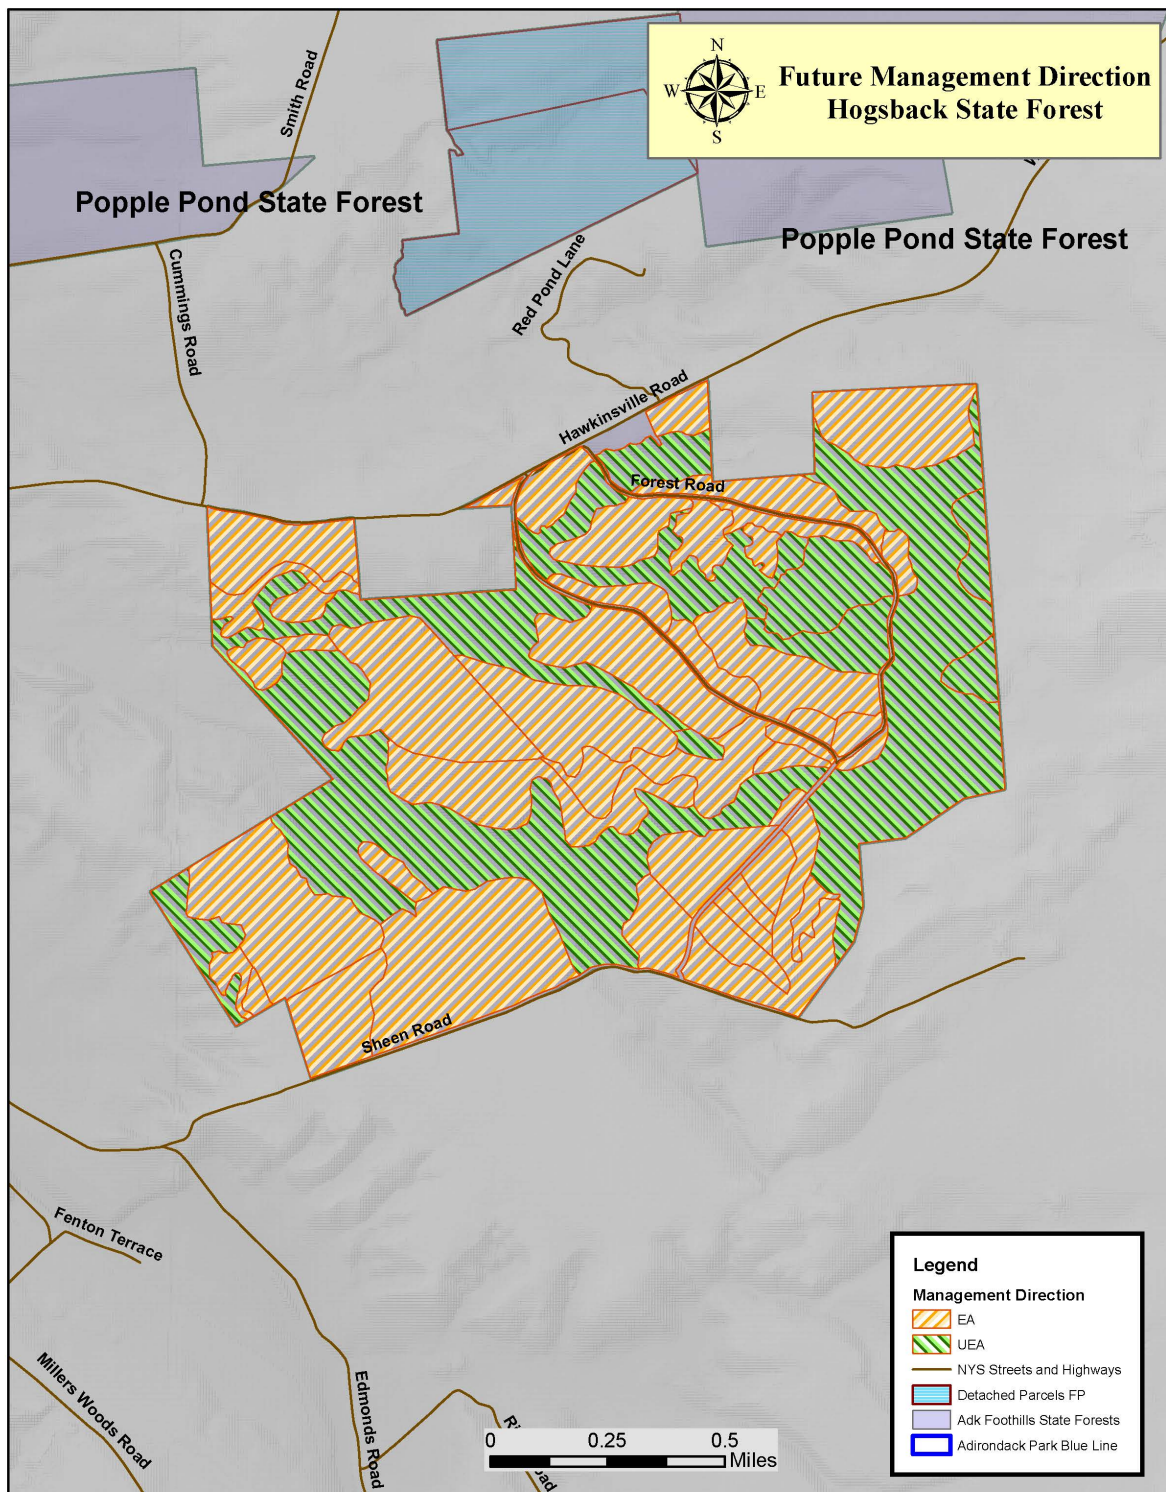 N
W E
S
Future Management Direction
Hogsback State Forest
Smith Road
Popple Pond State Forest
Popple Pond State Forest
Cummings Road
Red Pond Lane
Hawkinsville Road
Forest Road
Sheen Road
Fenton Terrace
Millers Woods Road
Edmonds Road
Legend
Management Direction
EA
UEA
NYS Streets and Highways
Detached Parcels FP
Adk Foothills State Forests
Adirondack Park Blue Line
0 0.25 0.5
Miles